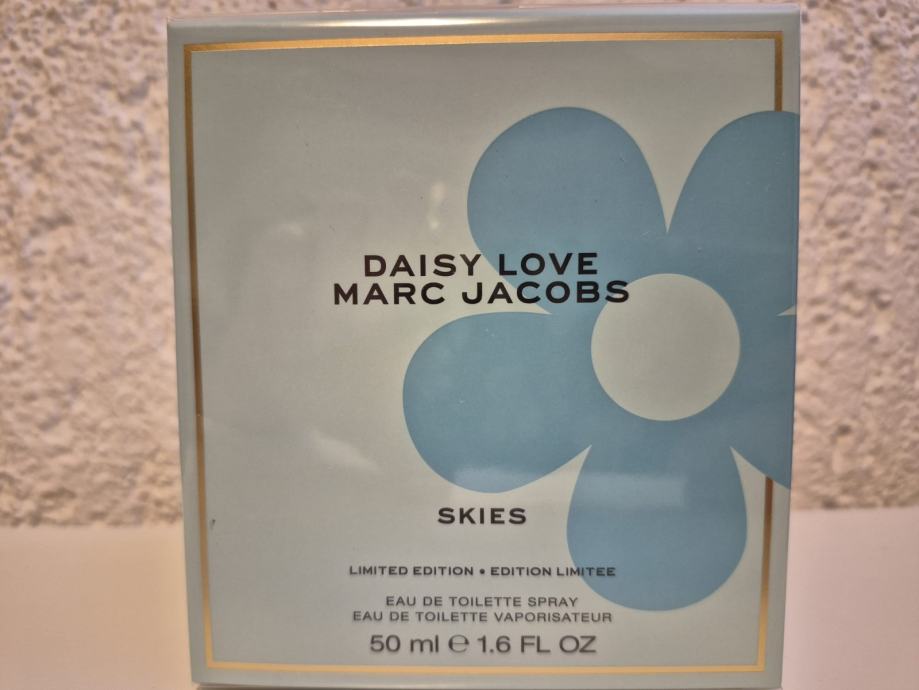 DAISY LOVE
MARC JACOBS
SKIES
LIMITED EDITION • EDITION LIMITEE
EAU DE TOILETTE SPRAY
EAU DE TOILETTE VAPORISATEUR
50 ml ℮ 1.6 FL OZ